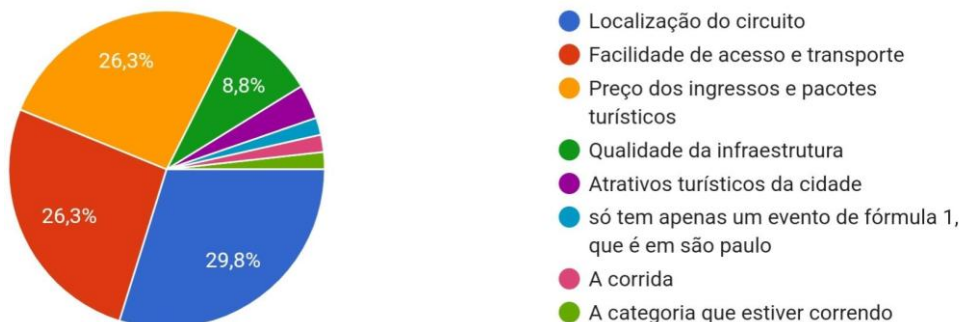 26,3%
8,8%
26,3%
29,8%
Localização do circuito
Facilidade de acesso e transporte
Preço dos ingressos e pacotes
turísticos
Qualidade da infraestrutura
Atrativos turísticos da cidade
só tem apenas um evento de fórmula 1,
que é em são paulo
A corrida
A categoria que estiver correndo